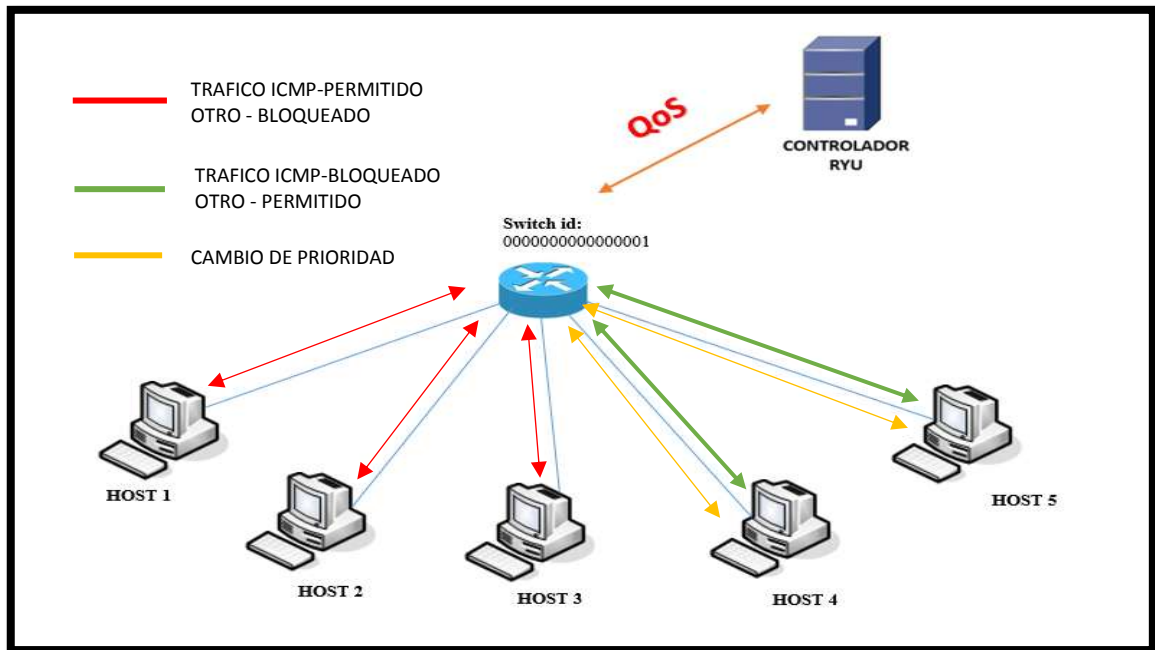 TRAFICO ICMP-PERMITIDO
OTRO - BLOQUEADO
QoS
CONTROLADOR
RYU
TRAFICO ICMP-BLOQUEADO
OTRO - PERMITIDO
Switch id:
0000000000000001
CAMBIO DE PRIORIDAD
HOST 1
HOST 2
HOST 3
HOST 4
HOST 5